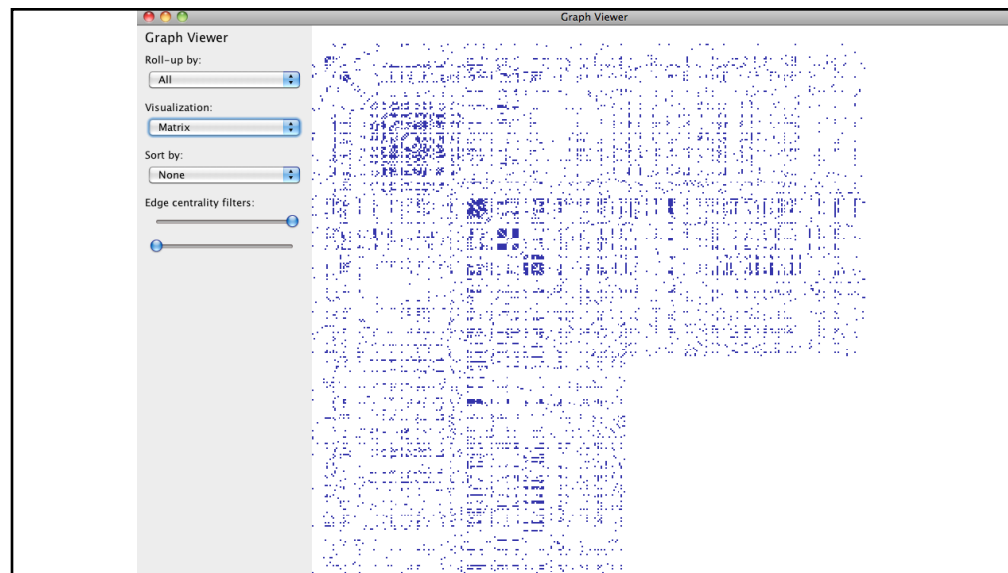 Graph Viewer
Graph Viewer
Roll-up by:
All
Visualization:
Matrix
Sort by:
None
Edge centrality filters: